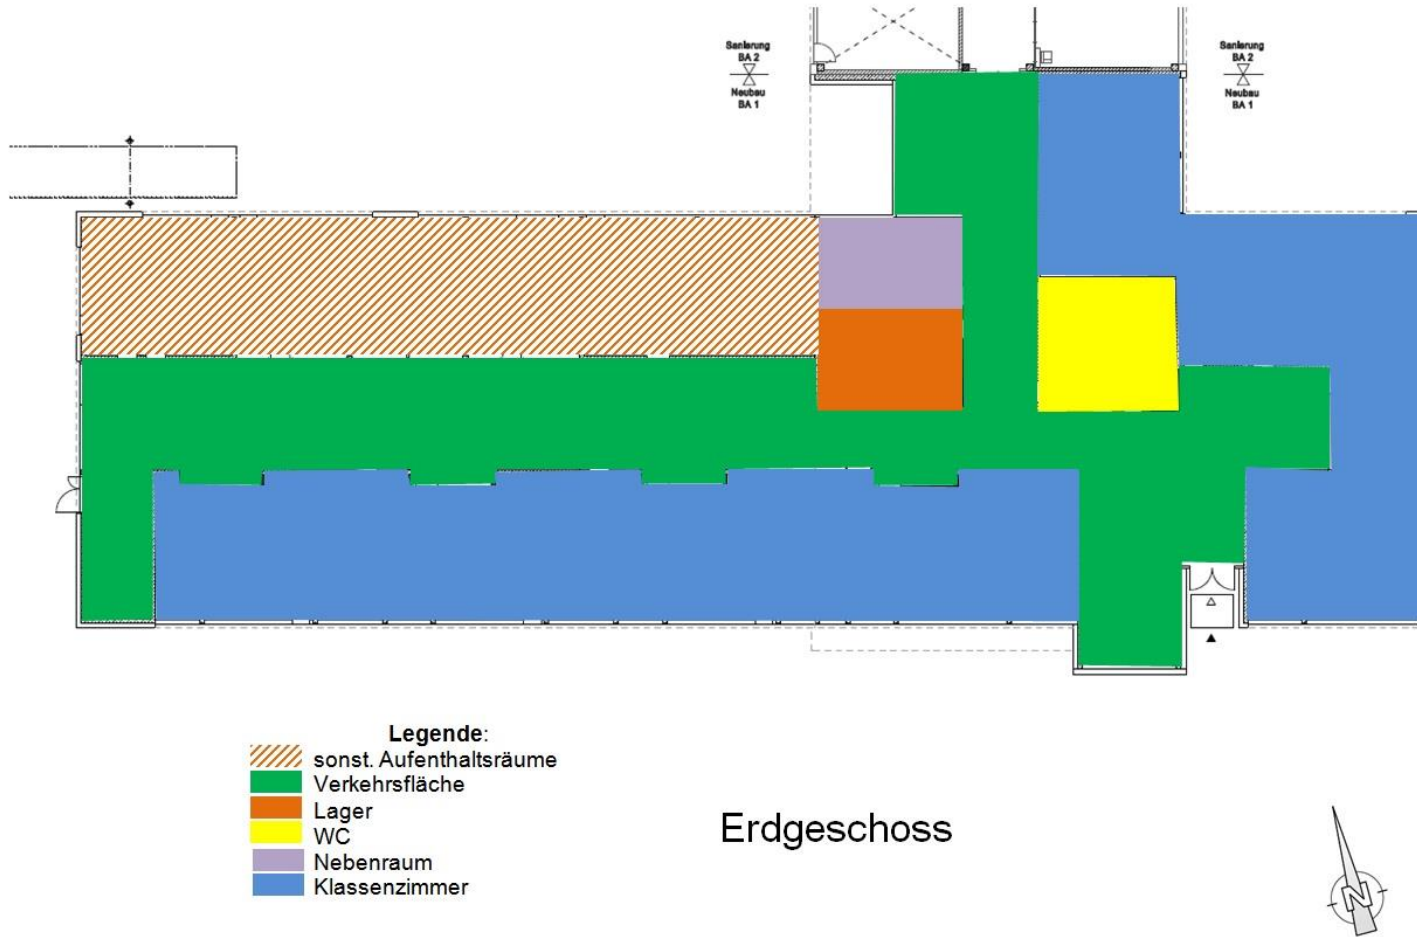 Sanierung
BA 2
Neubau
BA 1
Sanierung
BA 2
Neubau
BA 1
Legende:
sonst. Aufenthaltsräume
Verkehrsfläche
Lager
WC
Nebenraum
Klassenzimmer
Erdgeschoss
N